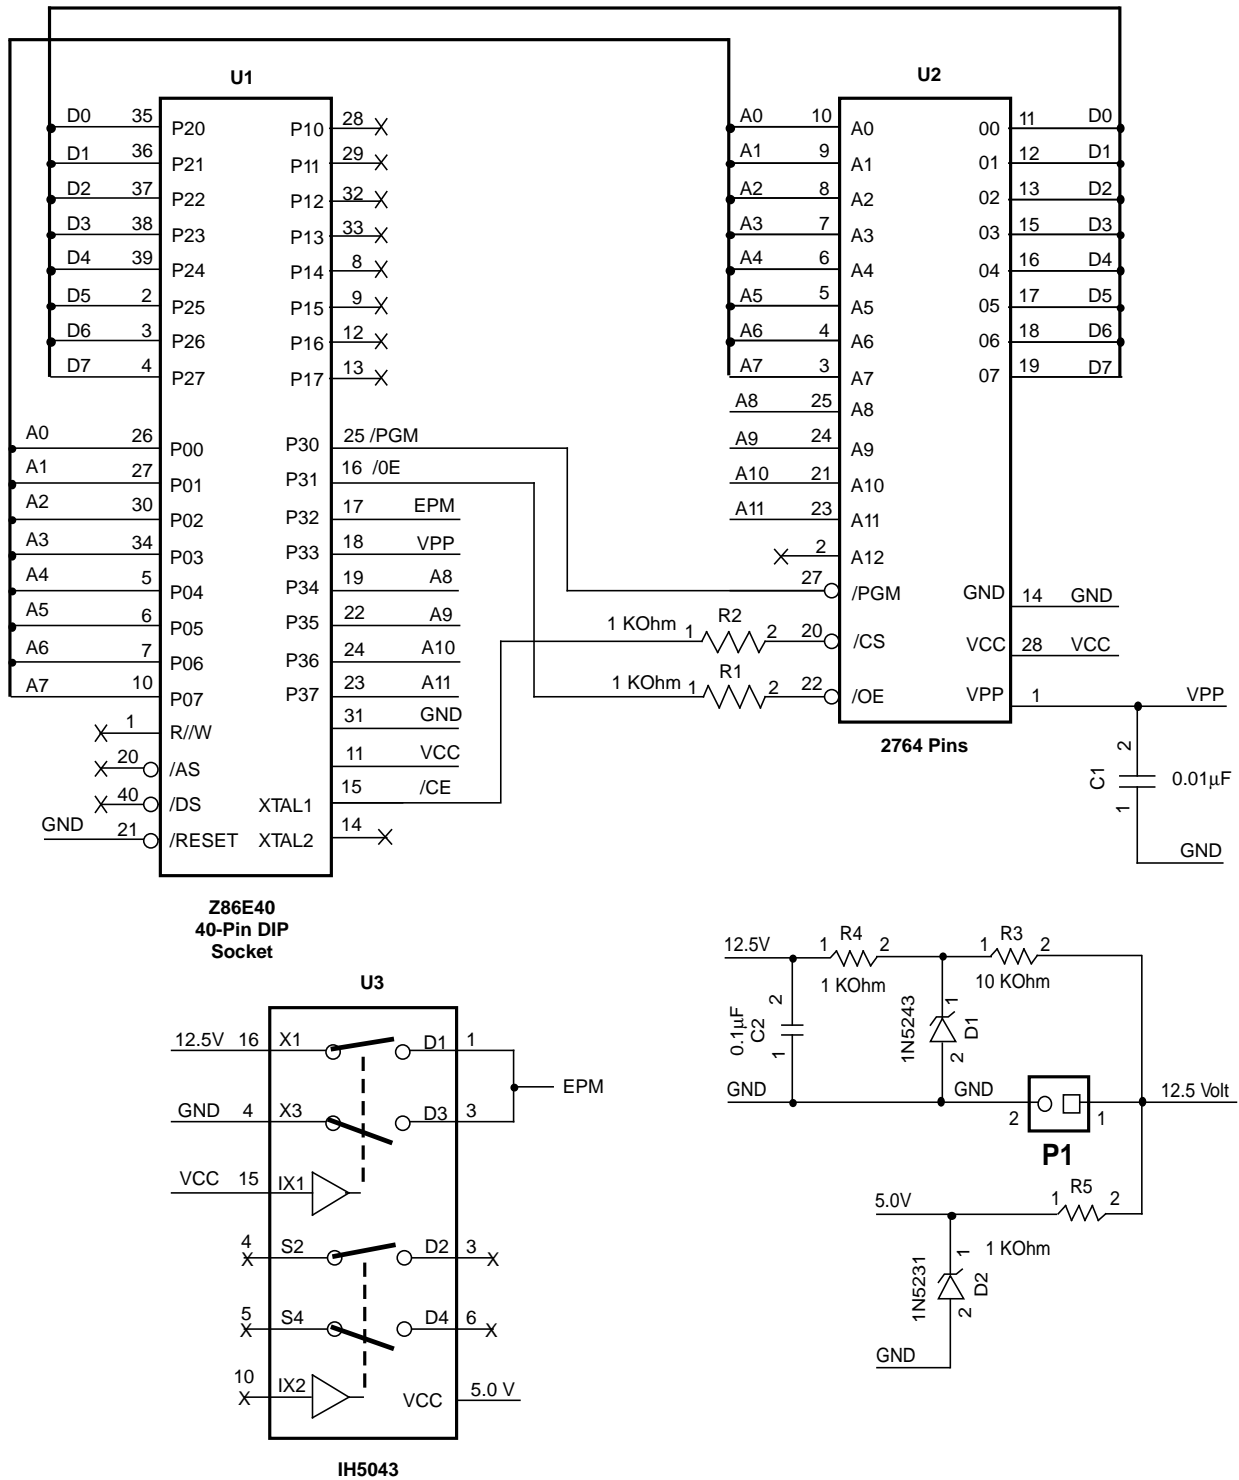 U1
D0 35 P20 P10 28
D1 36 P21 P11 29
D2 37 P22 P12 32
D3 38 P23 P13 33
D4 39 P24 P14 8
D5 2 P25 P15 9
D6 3 P26 P16 12
D7 4 P27 P17 13
A0 26 P00 P30 25 /PGM
A1 27 P01 P31 16 /0E
A2 30 P02 P32 17 EPM
A3 34 P03 P33 18 VPP
A4 5 P04 P34 19 A8
A5 6 P05 P35 22 A9
A6 7 P06 P36 24 A10
A7 10 P07 P37 23 A11
1 R//W 31 GND
20 /AS 11 VCC
40 /DS XTAL1 15 /CE
GND 21 /RESET XTAL2 14
Z86E40
40-Pin DIP
Socket
U2
A0 10 A0 00 11 D0
A1 9 A1 01 12 D1
A2 8 A2 02 13 D2
A3 7 A3 03 15 D3
A4 6 A4 04 16 D4
A5 5 A5 05 17 D5
A6 4 A6 06 18 D6
A7 3 A7 07 19 D7
A8 25 A8
A9 24 A9
A10 21 A10
A11 23 A11
2 A12
27 /PGM GND 14 GND
1 KOhm 1 R2 2 20 /CS VCC 28 VCC
1 KOhm 1 R1 2 22 /OE VPP 1 VPP
2764 Pins
2
C1 0.01µF
1
GND
U3
12.5V 16 X1 D1 1
EPM
GND 4 X3 D3 3
VCC 15 IX1
4 S2 D2 3
5 S4 D4 6
10 IX2
VCC 5.0 V
IH5043
12.5V 1 R4 2 1 R3 2
1 KOhm 10 KOhm
0.1µF
C2
2
1
1N5243
1
D1
2
GND GND 2 1 12.5 Volt
P1
5.0V 1 R5 2
1 KOhm
1N5231
1
D2
2
GND